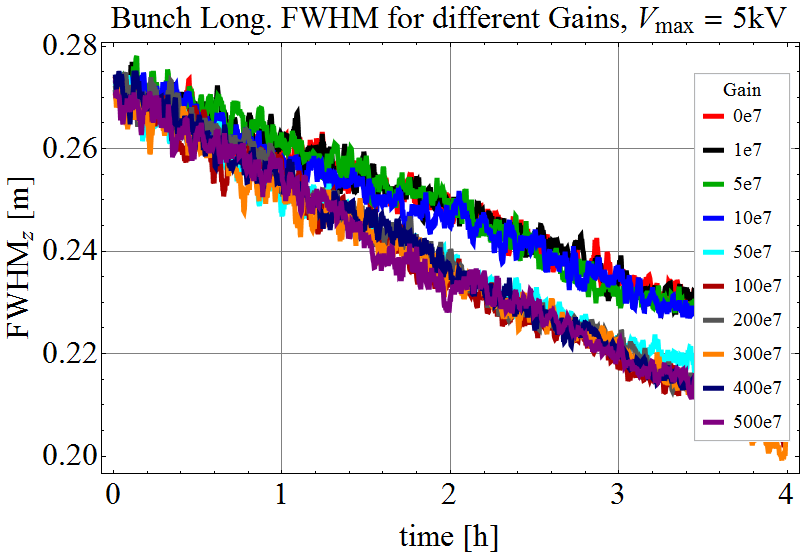 Bunch Long. FWHM for different Gains, Vmax = 5kV
0.28
0.26
0.24
0.22
0.20
FWHMz [m]
0
1
2
3
4
time [h]
Gain
0e7
1e7
5e7
10e7
50e7
100e7
200e7
300e7
400e7
500e7